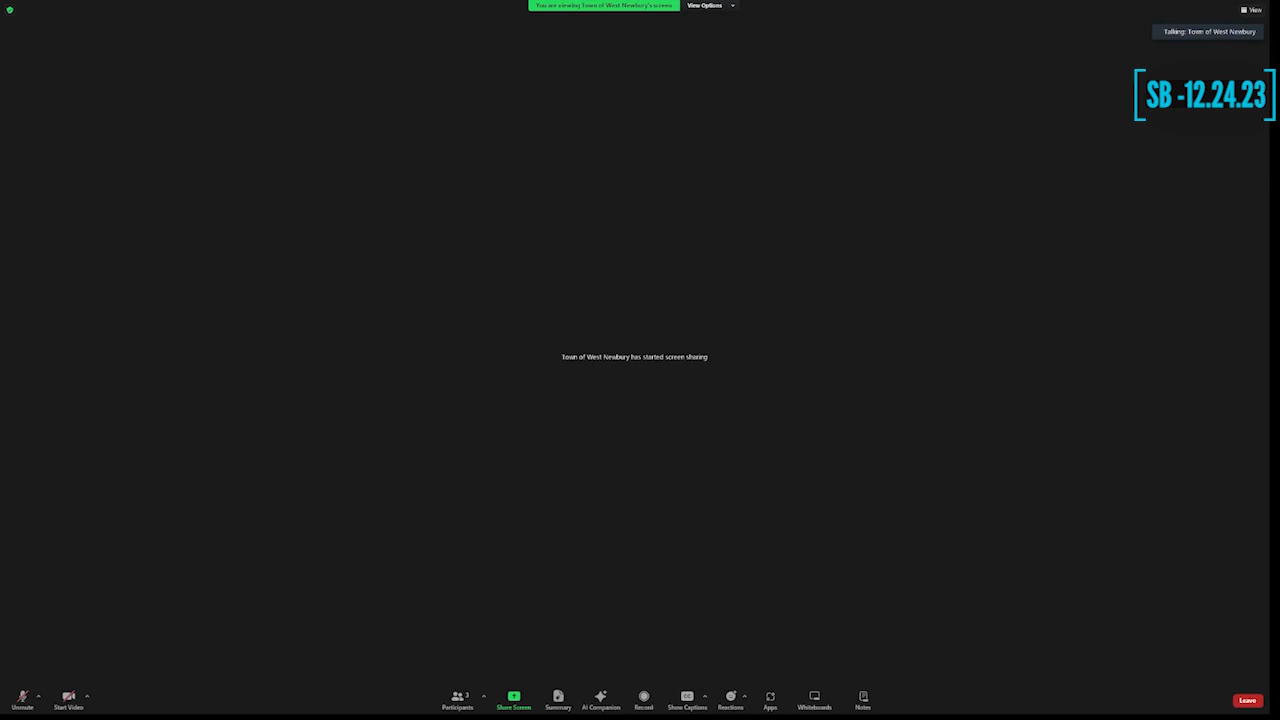 You are viewing Town of West Newbury's screen
View Options
View
Talking: Town of West Newbury
SB -12.24.23
Town of West Newbury has started screen sharing
Unmute
Start Video
Participants
3
Share Screen
Summary
AI Companion
Record
CC
Show Captions
Reactions
Apps
Whiteboards
Notes
Leave